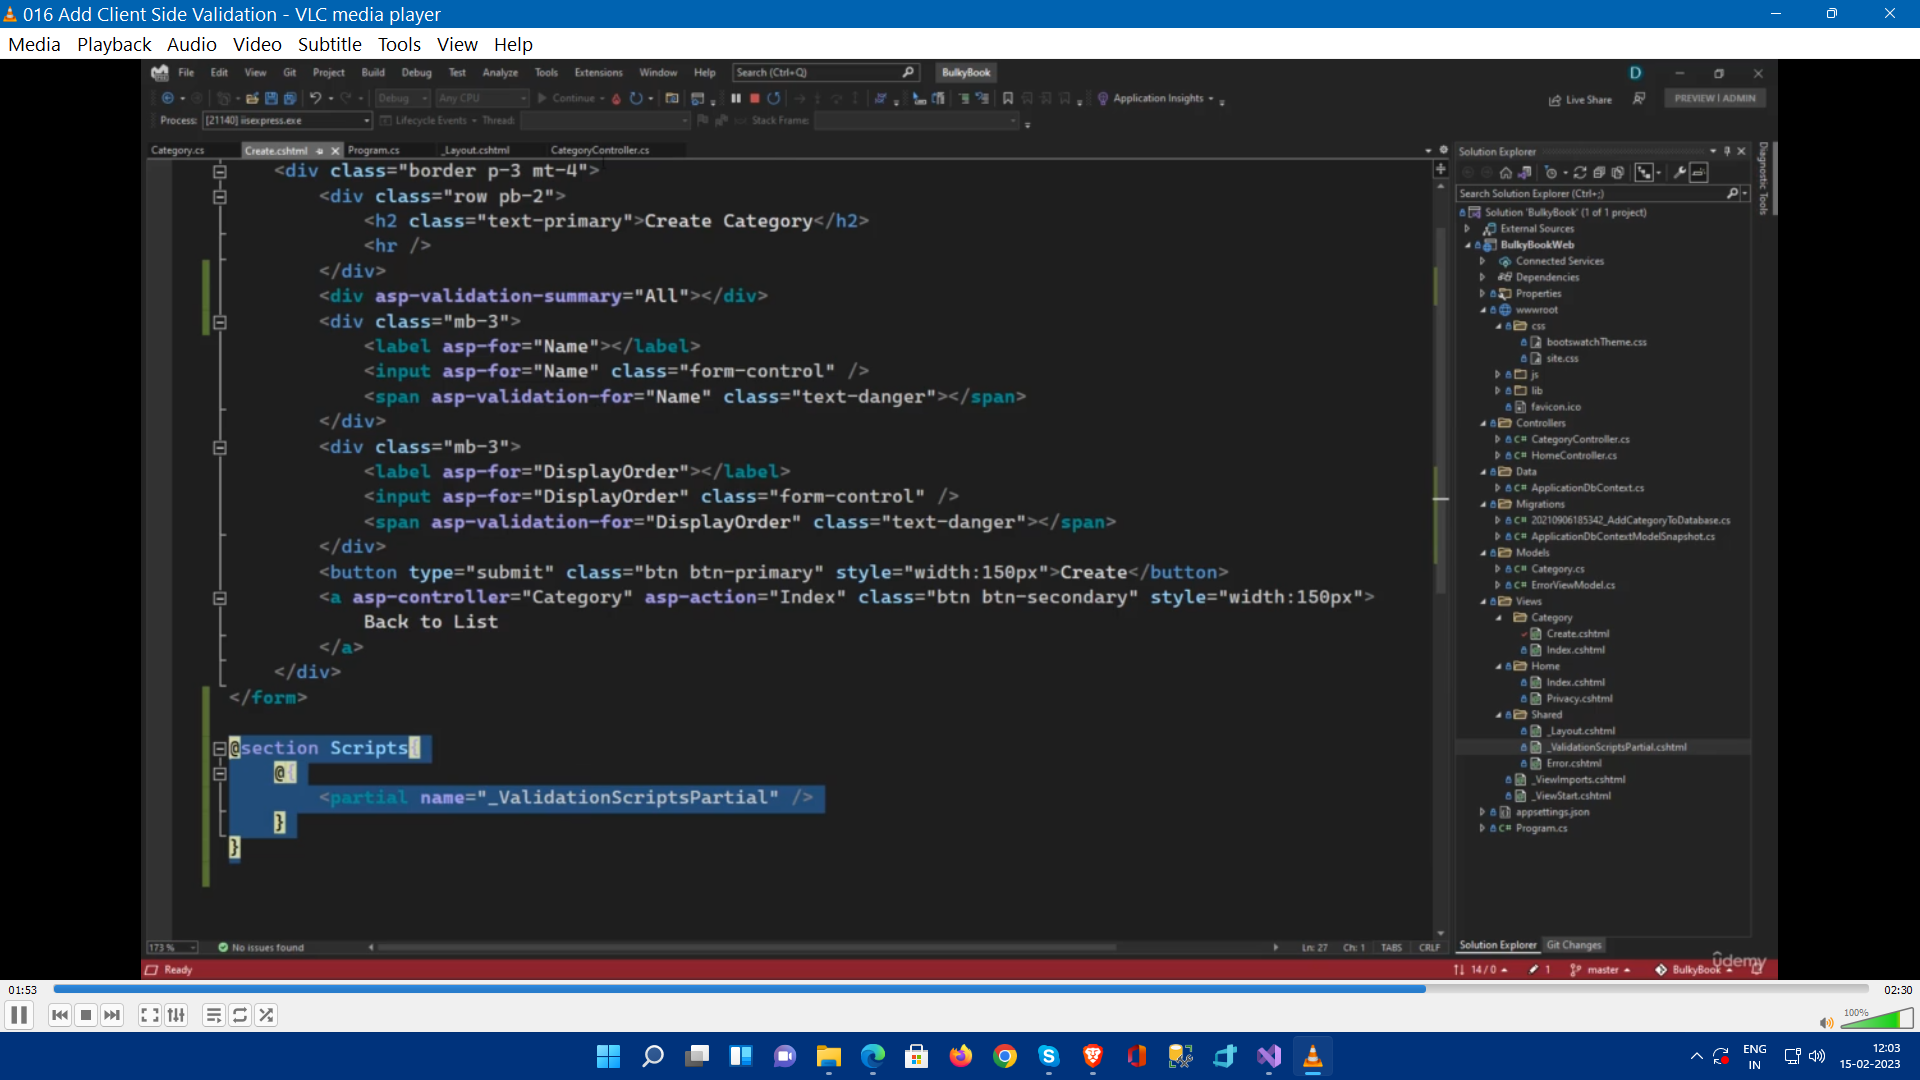 016 Add Client Side Validation - VLC media player
Media Playback Audio Video Subtitle Tools View Help
File Edit View Git Project Build Debug Test Analyze Tools Extensions Window Help Search (Ctrl+Q) BulkyBook D
Debug Any CPU Continue Application Insights Live Share PREVIEW | ADMIN
Process: [21140] iisexpress.exe Lifecycle Events Thread: Stack Frame:
Category.cs Create.cshtml Program.cs _Layout.cshtml CategoryController.cs
<div class="border p-3 mt-4">
<div class="row pb-2">
<h2 class="text-primary">Create Category</h2>
<hr />
</div>
<div asp-validation-summary="All"></div>
<div class="mb-3">
<label asp-for="Name"></label>
<input asp-for="Name" class="form-control" />
<span asp-validation-for="Name" class="text-danger"></span>
</div>
<div class="mb-3">
<label asp-for="DisplayOrder"></label>
<input asp-for="DisplayOrder" class="form-control" />
<span asp-validation-for="DisplayOrder" class="text-danger"></span>
</div>
<button type="submit" class="btn btn-primary" style="width:150px">Create</button>
<a asp-controller="Category" asp-action="Index" class="btn btn-secondary" style="width:150px">
Back to List
</a>
</div>
</form>
@section Scripts{
@{
<partial name="_ValidationScriptsPartial" />
}
}
173 % No issues found Ln: 27 Ch: 1 TABS CRLF
Solution Explorer
Search Solution Explorer (Ctrl+;)
Solution 'BulkyBook' (1 of 1 project)
External Sources
BulkyBookWeb
Connected Services
Dependencies
Properties
wwwroot
css
bootswatchTheme.css
site.css
js
lib
favicon.ico
Controllers
C# CategoryController.cs
C# HomeController.cs
Data
C# ApplicationDbContext.cs
Migrations
C# 20210906185342_AddCategoryToDatabase.cs
C# ApplicationDbContextModelSnapshot.cs
Models
C# Category.cs
C# ErrorViewModel.cs
Views
Category
Create.cshtml
Index.cshtml
Home
Index.cshtml
Privacy.cshtml
Shared
_Layout.cshtml
_ValidationScriptsPartial.cshtml
Error.cshtml
_ViewImports.cshtml
_ViewStart.cshtml
appsettings.json
C# Program.cs
Solution Explorer Git Changes
Diagnostic Tools
udemy
Ready 14 / 0 1 master BulkyBook
01:53 02:30
100%
ENG
IN
12:03
15-02-2023